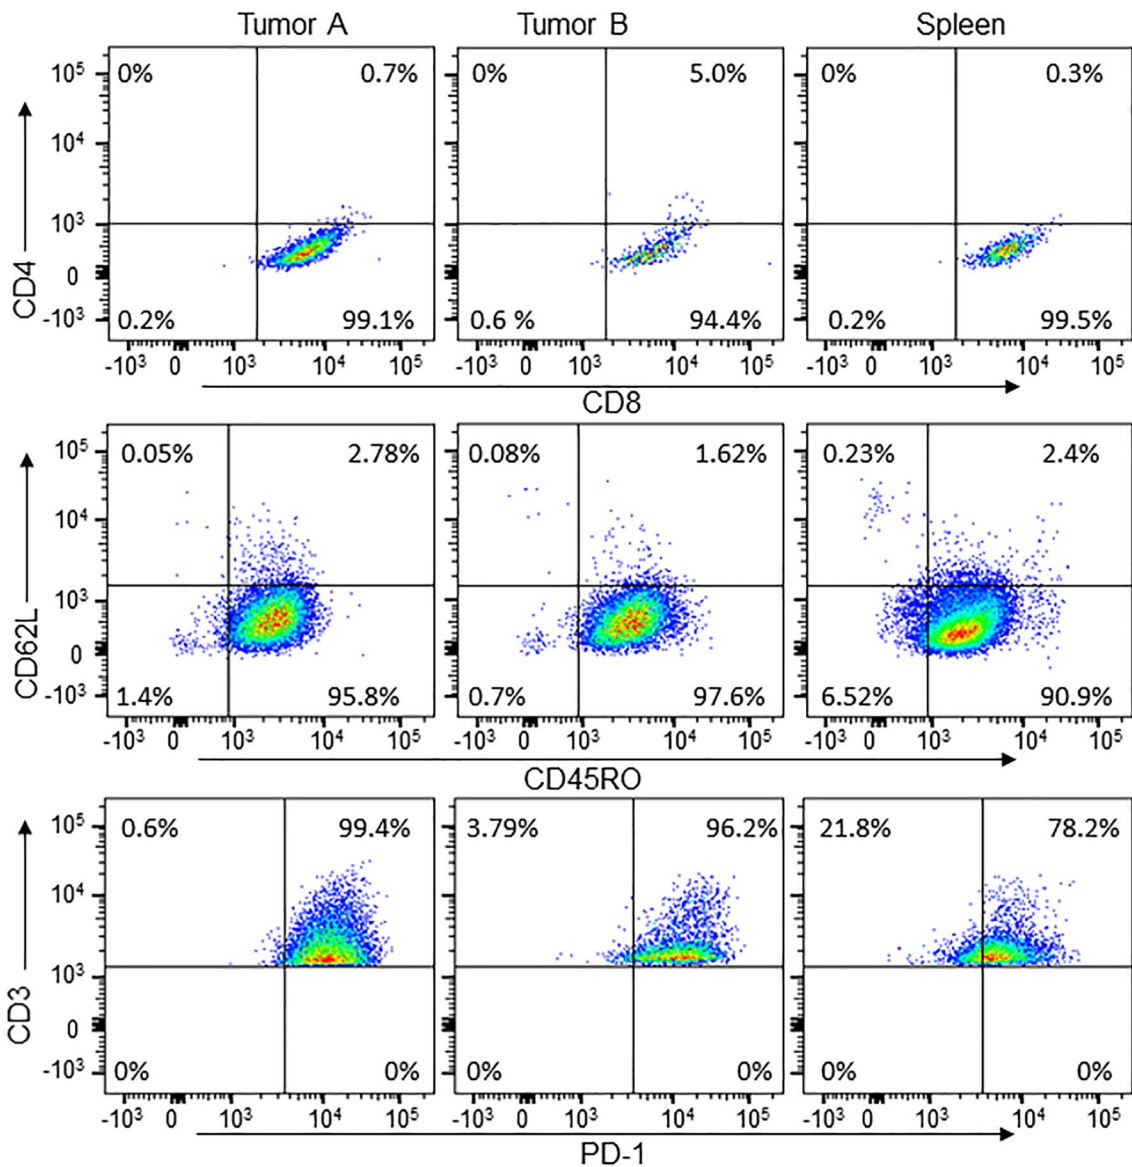 Tumor A Tumor B Spleen
0% 0.7% 0% 5.0% 0% 0.3%
10⁵
10⁴
10³
0
-10³
CD4
0.2% 99.1% 0.6 % 94.4% 0.2% 99.5%
-10³ 0 10³ 10⁴ 10⁵ -10³ 0 10³ 10⁴ 10⁵ -10³ 0 10³ 10⁴ 10⁵
CD8
0.05% 2.78% 0.08% 1.62% 0.23% 2.4%
10⁵
10⁴
10³
0
-10³
CD62L
1.4% 95.8% 0.7% 97.6% 6.52% 90.9%
-10³ 0 10³ 10⁴ 10⁵ -10³ 0 10³ 10⁴ 10⁵ -10³ 0 10³ 10⁴ 10⁵
CD45RO
0.6% 99.4% 3.79% 96.2% 21.8% 78.2%
10⁵
10⁴
10³
0
-10³
CD3
0% 0% 0% 0% 0% 0%
-10³ 0 10³ 10⁴ 10⁵ -10³ 0 10³ 10⁴ 10⁵ -10³ 0 10³ 10⁴ 10⁵
PD-1